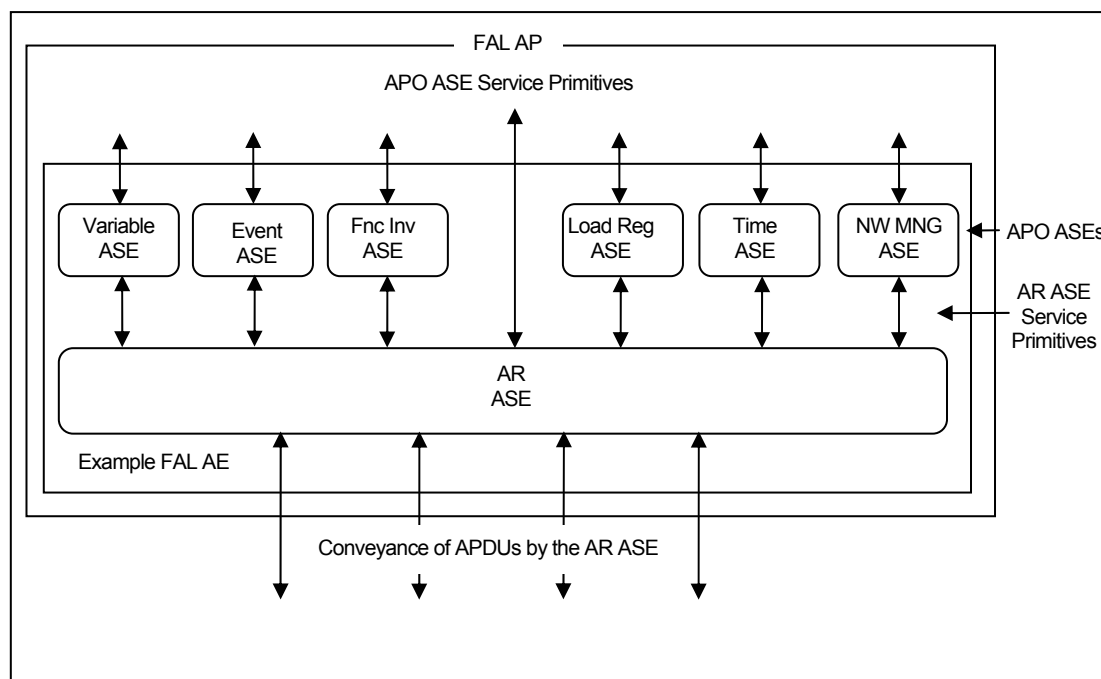 FAL AP
APO ASE Service Primitives
Variable
ASE
Event
ASE
Fnc Inv
ASE
Load Reg
ASE
Time
ASE
NW MNG
ASE
APO ASEs
AR ASE
Service
Primitives
AR
ASE
Example FAL AE
Conveyance of APDUs by the AR ASE